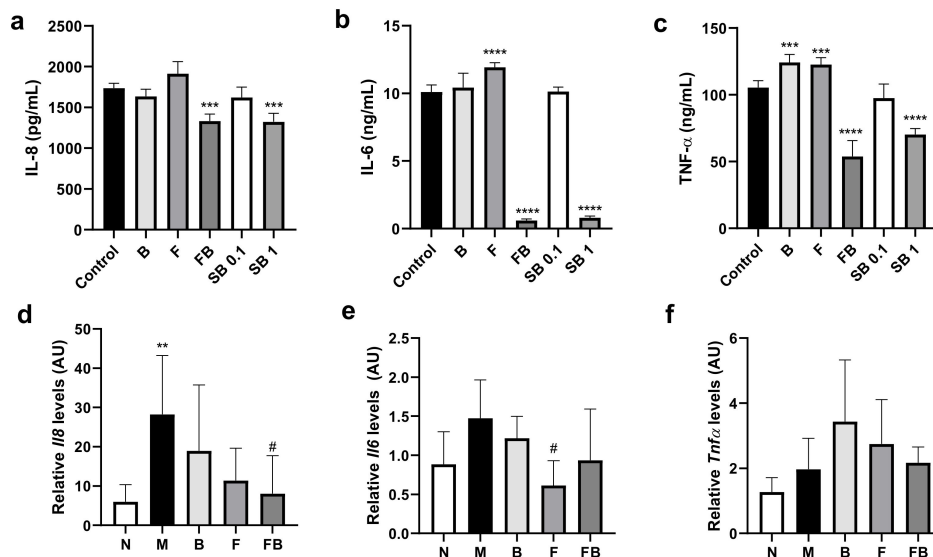 a
IL-8 (pg/mL)
2500
2000
1500
1000
500
0
***
***
Control
B
F
FB
SB 0.1
SB 1
b
IL-6 (ng/mL)
15
10
5
0
****
****
****
Control
B
F
FB
SB 0.1
SB 1
c
TNF-α (ng/mL)
150
100
50
0
***
***
****
****
Control
B
F
FB
SB 0.1
SB 1
d
Relative Il8 levels (AU)
50
40
30
20
10
0
**
#
N M B F FB
e
Relative Il6 levels (AU)
2.5
2.0
1.5
1.0
0.5
0.0
#
N M B F FB
f
Relative Tnfα levels (AU)
6
4
2
0
N M B F FB